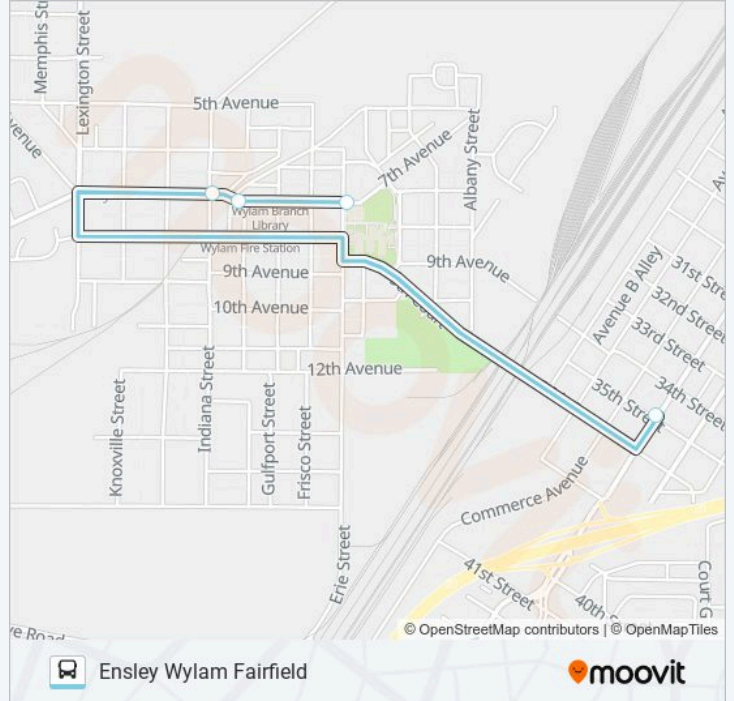 Memphis St
Lexington Street
5th Avenue
venue
7th Avenue
Albany Street
Wylam Branch
Library
Wylam Fire Station
9th Avenue
9th Avenue
10th Avenue
12th Avenue
Avenue B Alley
31st Stre
32nd Street
33rd Street
34th Street
35th Street
Knoxville Street
Indiana Street
Gulfport Street
Frisco Street
Erie Street
Commerce Avenue
41st Street
40th
Court G
ve Road
© OpenStreetMap contributors | © OpenMapTiles
Ensley Wylam Fairfield
moovit